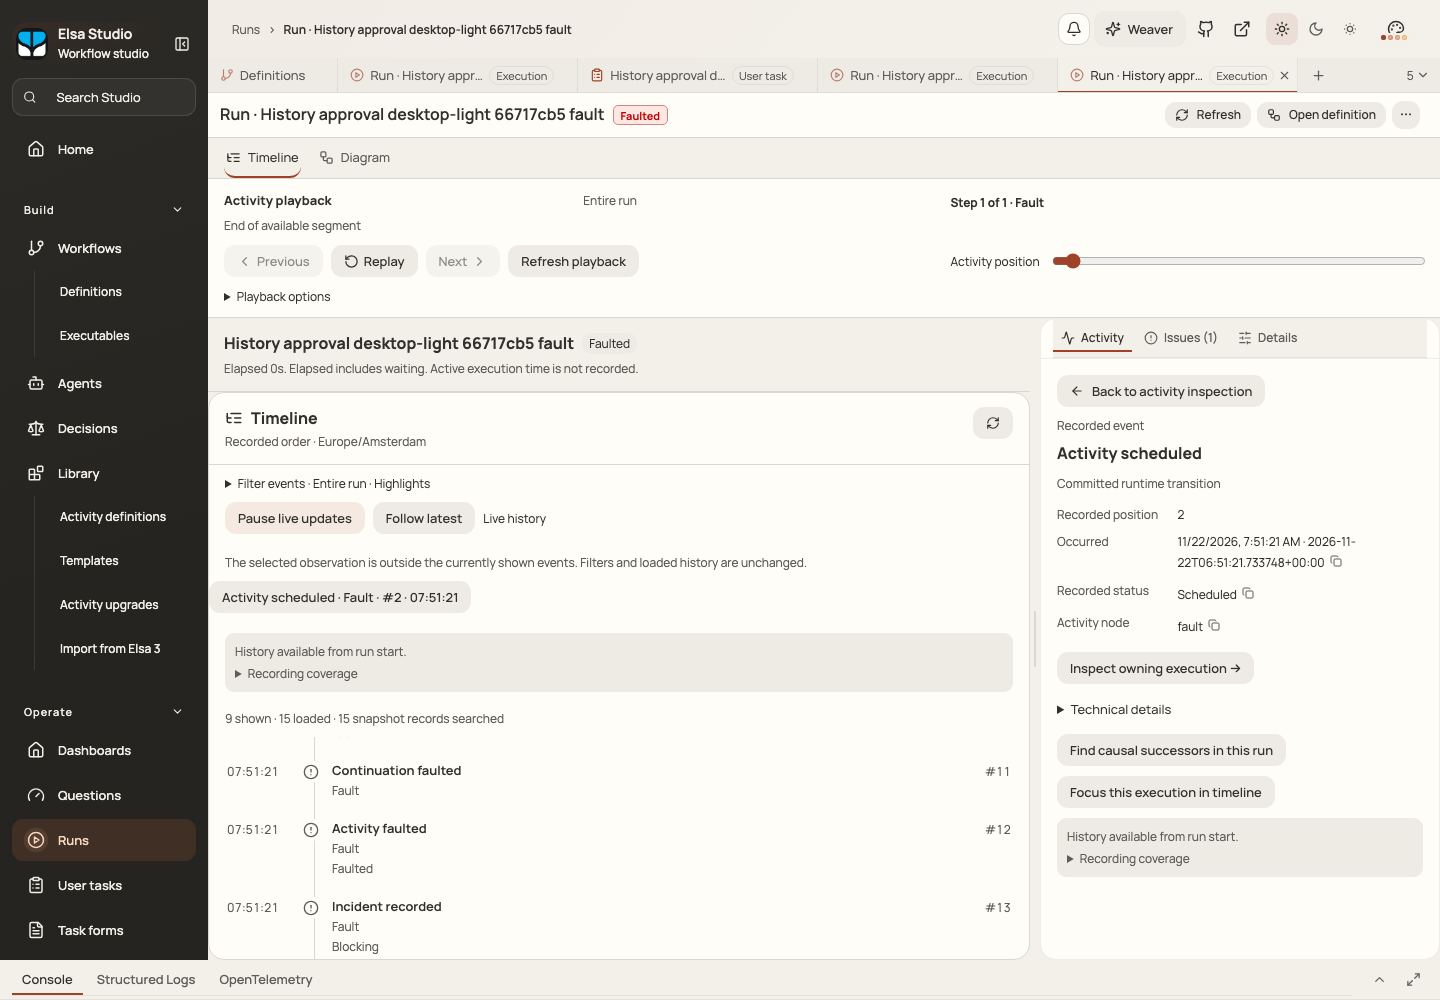 Elsa Studio
Workflow studio
Search Studio
Home
Build
Workflows
Definitions
Executables
Agents
Decisions
Library
Activity definitions
Templates
Activity upgrades
Import from Elsa 3
Operate
Dashboards
Questions
Runs
User tasks
Task forms
Runs › Run · History approval desktop-light 66717cb5 fault
Weaver
Definitions
Run · History appr... Execution
History approval d... User task
Run · History appr... Execution
Run · History appr... Execution
5
Run · History approval desktop-light 66717cb5 fault Faulted
Refresh
Open definition
Timeline
Diagram
Activity playback
Entire run
Step 1 of 1 · Fault
End of available segment
Previous
Replay
Next
Refresh playback
Activity position
Playback options
History approval desktop-light 66717cb5 fault Faulted
Elapsed 0s. Elapsed includes waiting. Active execution time is not recorded.
Timeline
Recorded order · Europe/Amsterdam
Filter events · Entire run · Highlights
Pause live updates
Follow latest
Live history
The selected observation is outside the currently shown events. Filters and loaded history are unchanged.
Activity scheduled · Fault · #2 · 07:51:21
History available from run start.
Recording coverage
9 shown · 15 loaded · 15 snapshot records searched
07:51:21 Continuation faulted #11
Fault
07:51:21 Activity faulted #12
Fault
Faulted
07:51:21 Incident recorded #13
Fault
Blocking
Activity
Issues (1)
Details
Back to activity inspection
Recorded event
Activity scheduled
Committed runtime transition
Recorded position 2
Occurred 11/22/2026, 7:51:21 AM · 2026-11-
22T06:51:21.733748+00:00
Recorded status Scheduled
Activity node fault
Inspect owning execution →
Technical details
Find causal successors in this run
Focus this execution in timeline
History available from run start.
Recording coverage
Console
Structured Logs
OpenTelemetry